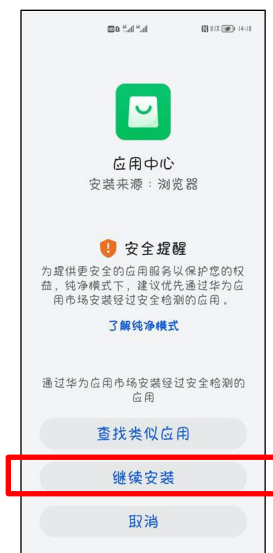 14:18
应用中心
安装来源：浏览器
安全提醒
为提供更安全的应用服务以保护您的权
益，纯净模式下，建议优先通过华为应
用市场安装经过安全检测的应用。
了解纯净模式
通过华为应用市场安装经过安全检测的
应用
查找类似应用
继续安装
取消